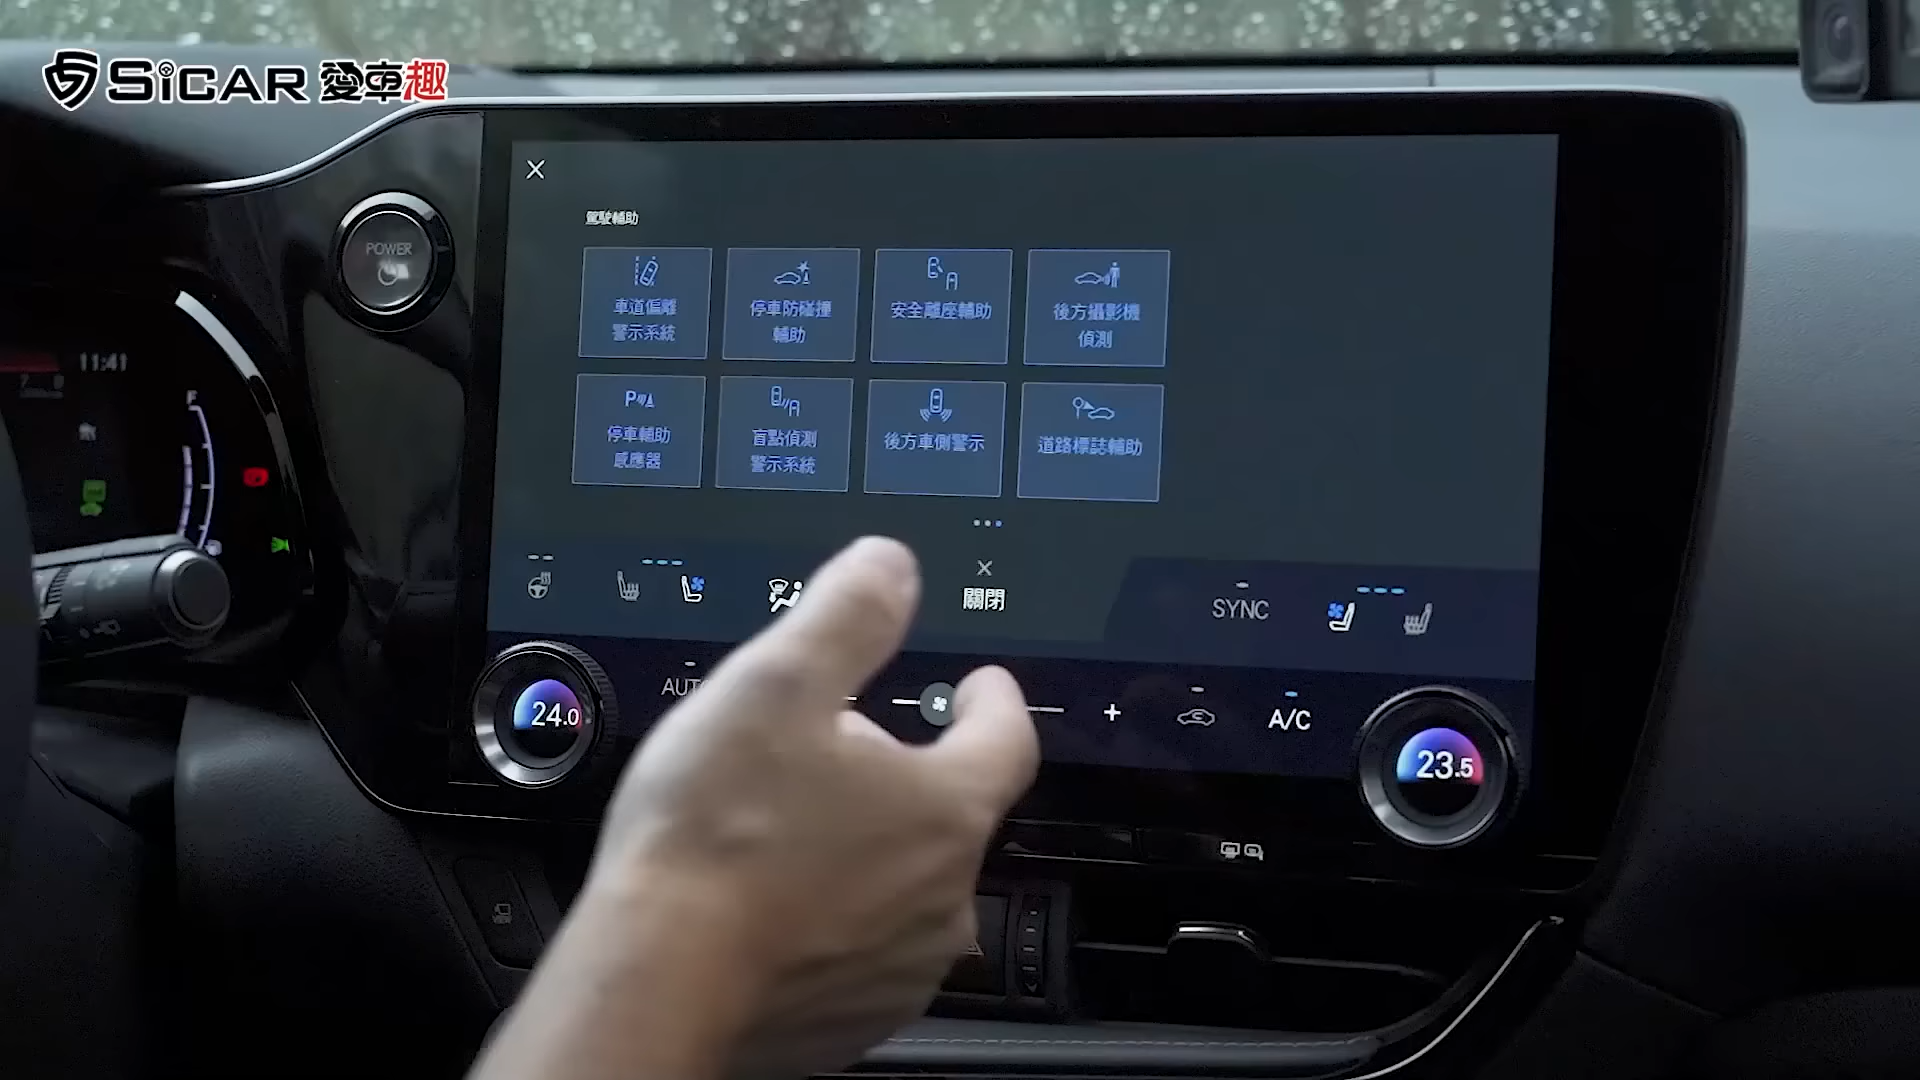 SiCAR 愛車趣
POWER
11:41
F
駕駛輔助
車道偏離
警示系統
停車防碰撞
輔助
安全離座輔助
後方攝影機
偵測
P
停車輔助
感應器
盲點偵測
警示系統
後方車側警示
道路標誌輔助
關閉
SYNC
24.0
AUTO
A/C
23.5
VIEW